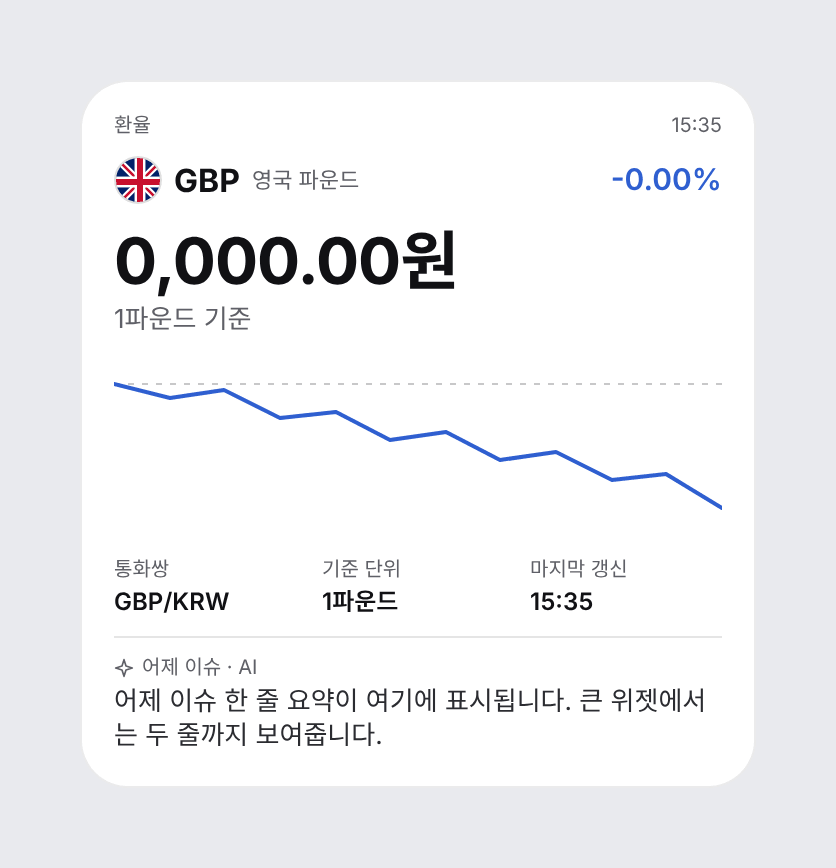 환율
15:35
GBP 영국 파운드
-0.00%
0,000.00원
1파운드 기준
통화쌍
기준 단위
마지막 갱신
GBP/KRW
1파운드
15:35
어제 이슈 · AI
어제 이슈 한 줄 요약이 여기에 표시됩니다. 큰 위젯에서
는 두 줄까지 보여줍니다.